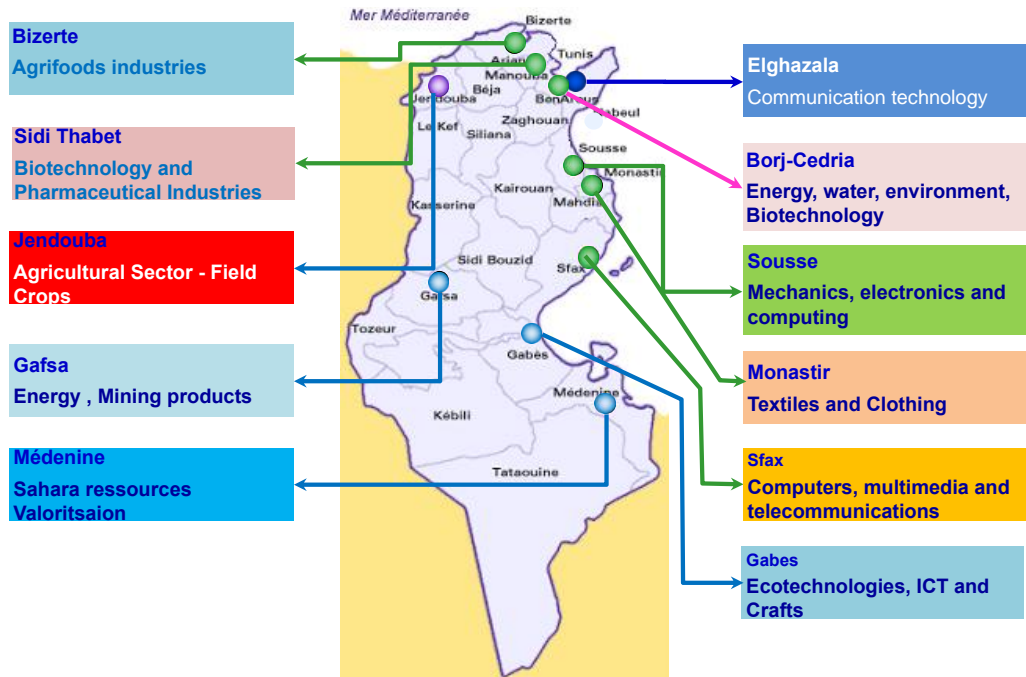 Mer Méditerranée
Bizerte
Agrifoods industries
Sidi Thabet
Biotechnology and
Pharmaceutical Industries
Jendouba
Agricultural Sector - Field
Crops
Gafsa
Energy , Mining products
Médenine
Sahara ressources
Valoritsaion
Bizerte
Tunis
Ariana
Manouba
Béja
Jendouba
BenArous
Nabeul
Zaghouan
Le Kef
Siliana
Sousse
Monastir
Kairouan
Mahdia
Kasserine
Sidi Bouzid
Sfax
Gafsa
Tozeur
Gabès
Médenine
Kébili
Tataouine
Elghazala
Communication technology
Borj-Cedria
Energy, water, environment,
Biotechnology
Sousse
Mechanics, electronics and
computing
Monastir
Textiles and Clothing
Sfax
Computers, multimedia and
telecommunications
Gabes
Ecotechnologies, ICT and
Crafts